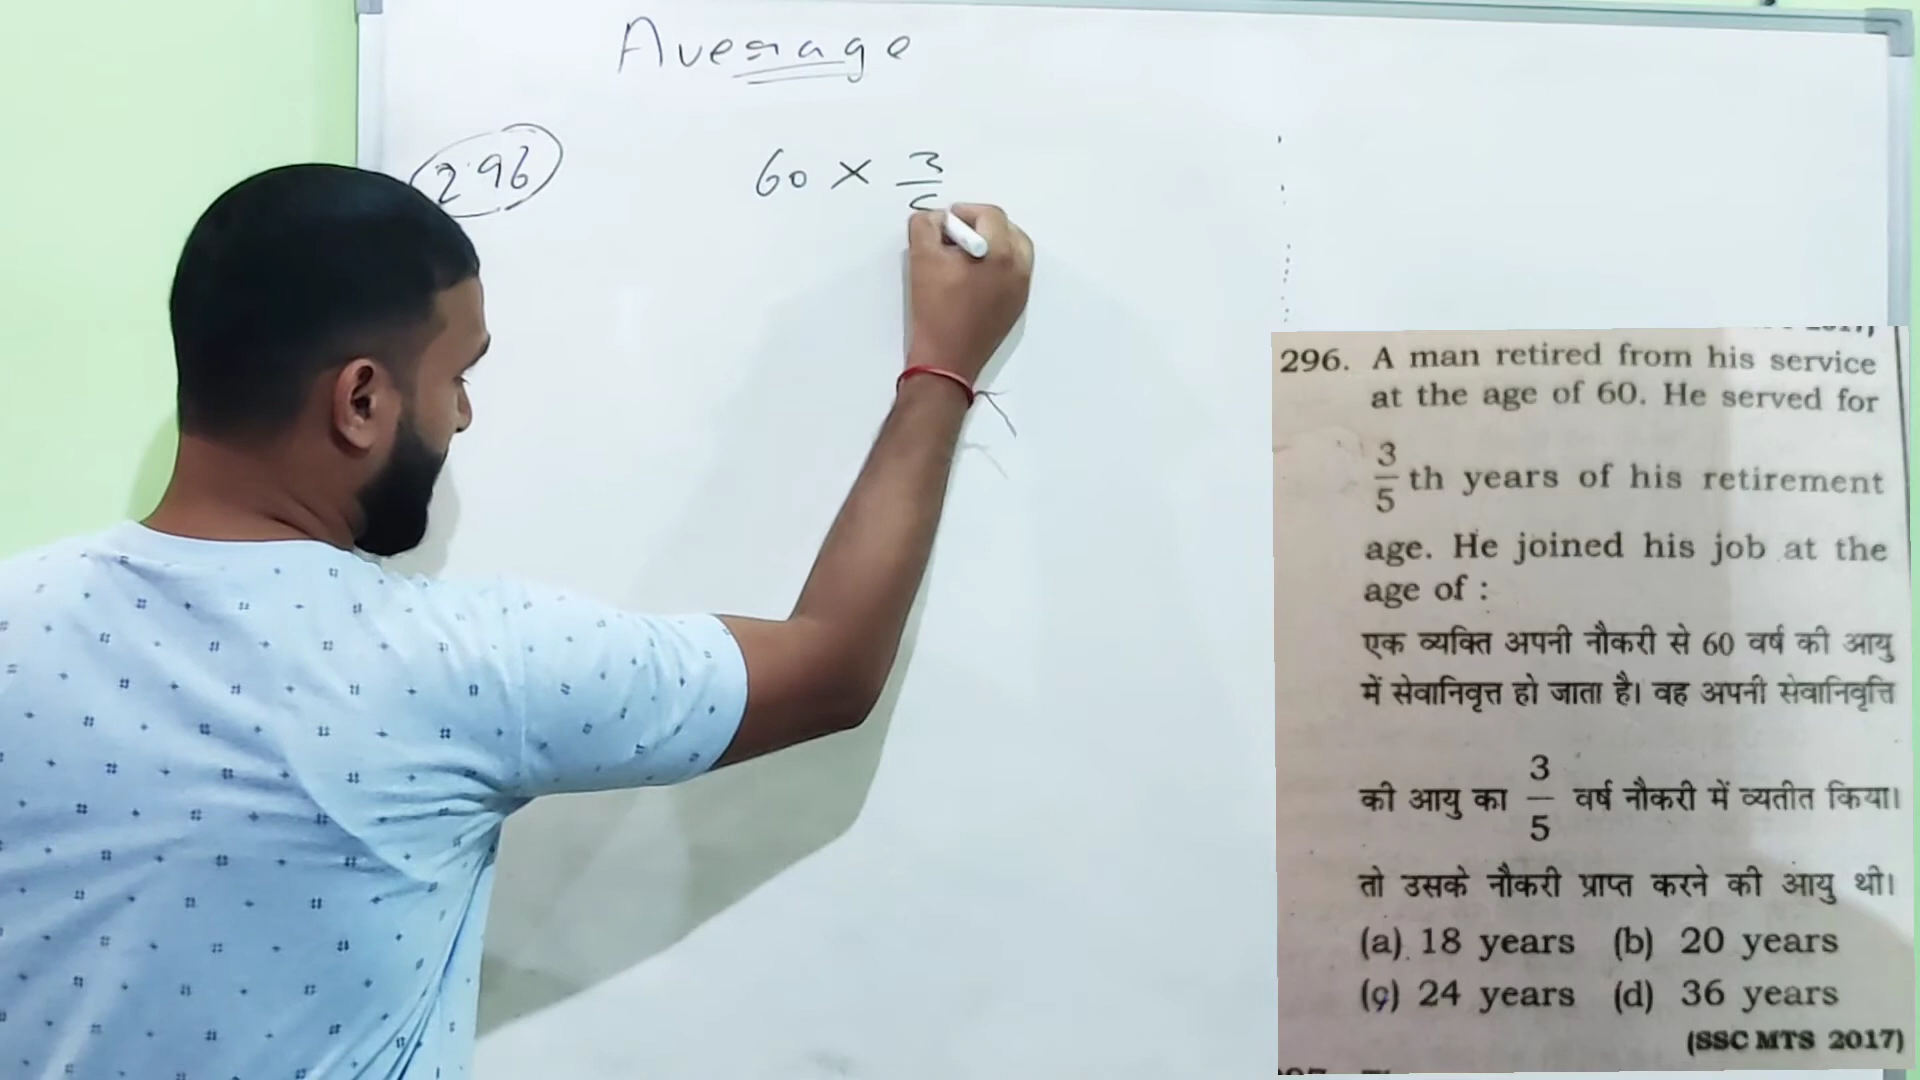 Average
296
60 × 3/5
296. A man retired from his service
at the age of 60. He served for
3/5 th years of his retirement
age. He joined his job at the
age of :
एक व्यक्ति अपनी नौकरी से 60 वर्ष की आयु
में सेवानिवृत्त हो जाता है। वह अपनी सेवानिवृत्ति
की आयु का 3/5 वर्ष नौकरी में व्यतीत किया।
तो उसके नौकरी प्राप्त करने की आयु थी।
(a) 18 years (b) 20 years
(c) 24 years (d) 36 years
(SSC MTS 2017)